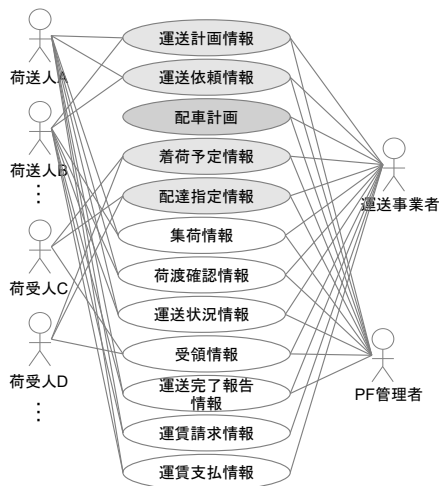 運送計画情報
荷送人A
運送依頼情報
配車計画
荷送人B
⋮
着荷予定情報
運送事業者
配達指定情報
集荷情報
荷受人C
荷渡確認情報
運送状況情報
荷受人D
⋮
受領情報
PF管理者
運送完了報告
情報
運賃請求情報
運賃支払情報